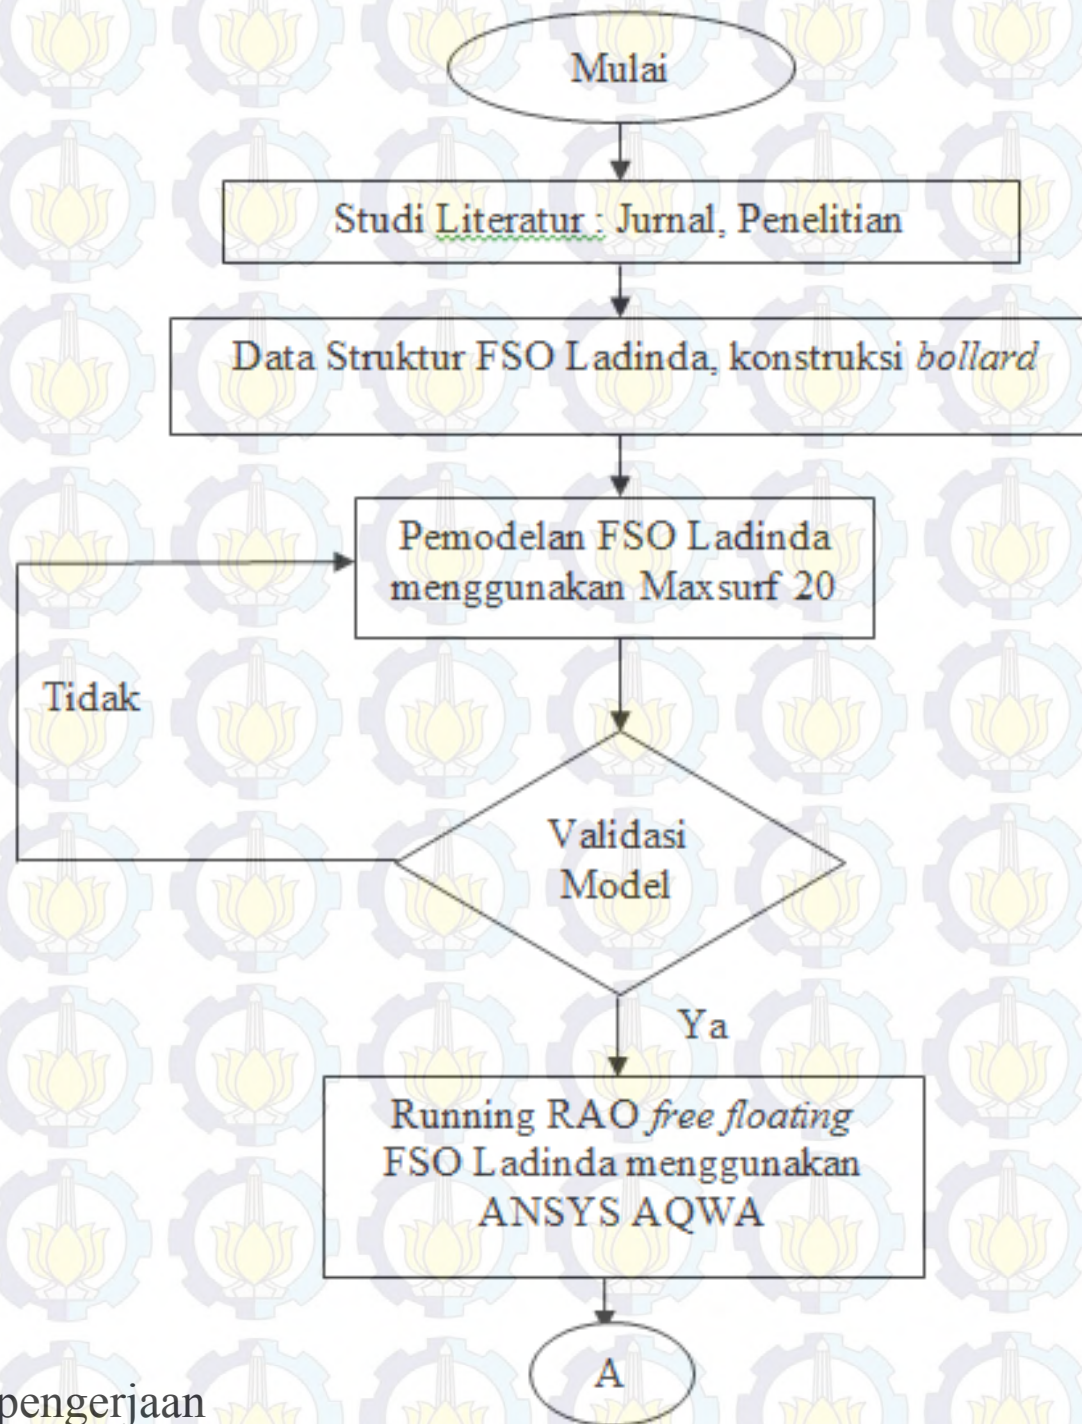 Mulai
Studi Literatur : Jurnal, Penelitian
Data Struktur FSO Ladinda, konstruksi bollard
Pemodelan FSO Ladinda
menggunakan Maxsurf 20
Tidak
Validasi
Model
Ya
Running RAO free floating
FSO Ladinda menggunakan
ANSYS AQWA
A
pengerjaan